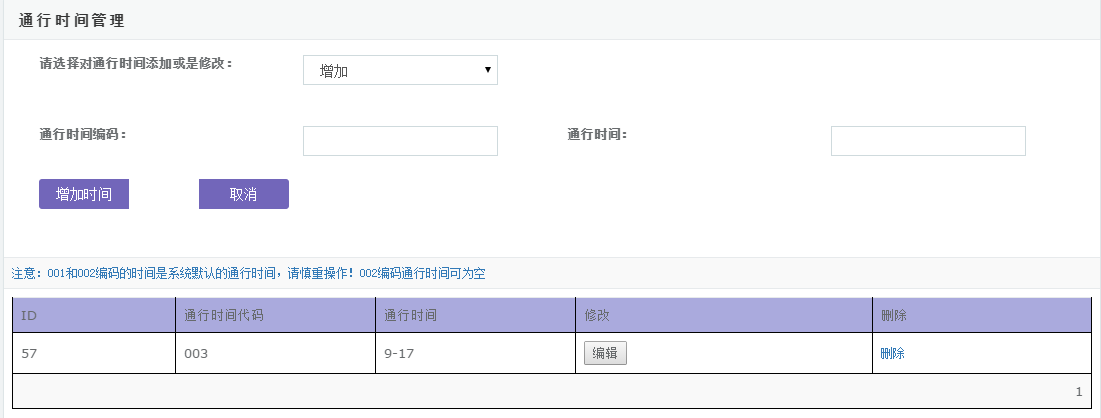 通行时间管理
请选择对通行时间添加或是修改： 增加
通行时间编码： 通行时间：
增加时间 取消
注意：001和002编码的时间是系统默认的通行时间，请慎重操作！002编码通行时间可为空
ID 通行时间代码 通行时间 修改 删除
57 003 9-17 编辑 删除
1